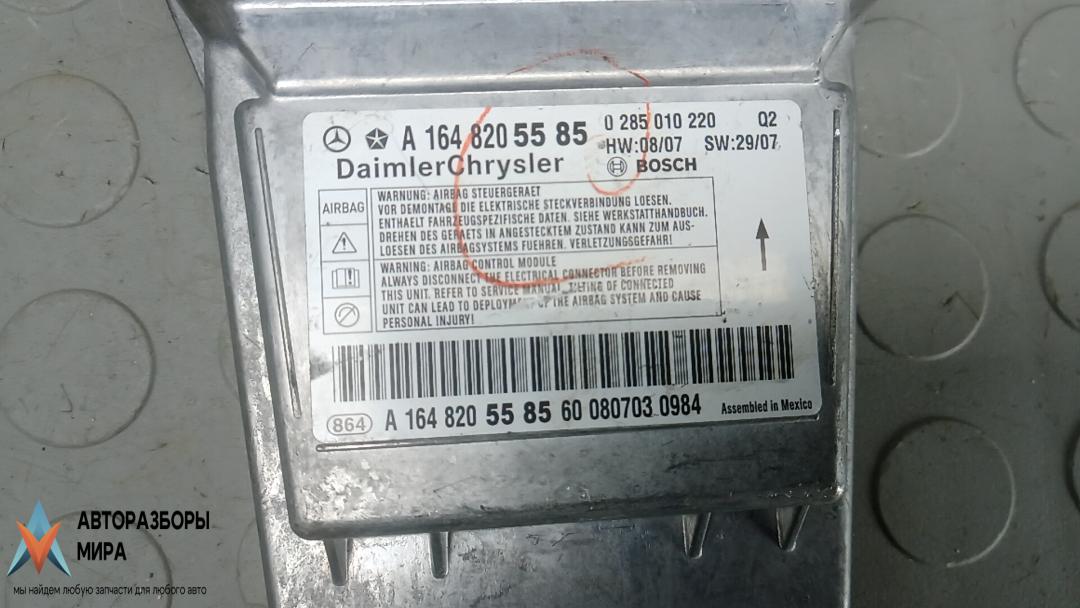 A 164 820 55 85 0 285 010 220 Q2
HW:08/07 SW:29/07
DaimlerChrysler BOSCH
AIRBAG
WARNUNG: AIRBAG STEUERGERAET
VOR DEMONTAGE DIE ELEKTRISCHE STECKVERBINDUNG LOESEN.
ENTHAELT FAHRZEUGSPEZIFISCHE DATEN. SIEHE WERKSTATTHANDBUCH.
DREHEN DES GERAETS IN ANGESTECKTEM ZUSTAND KANN ZUM AUS-
LOESEN DES AIRBAGSYSTEMS FUEHREN. VERLETZUNGSGEFAHR!
WARNING: AIRBAG CONTROL MODULE
ALWAYS DISCONNECT THE ELECTRICAL CONNECTOR BEFORE REMOVING
THIS UNIT. REFER TO SERVICE MANUAL. TILTING OF CONNECTED
UNIT CAN LEAD TO DEPLOYMENT OF THE AIRBAG SYSTEM AND CAUSE
PERSONAL INJURY!
864 A 164 820 55 85 60 080703 0984 Assembled in Mexico
АВТОРАЗБОРЫ
МИРА
мы найдем любую запчасти для любого авто